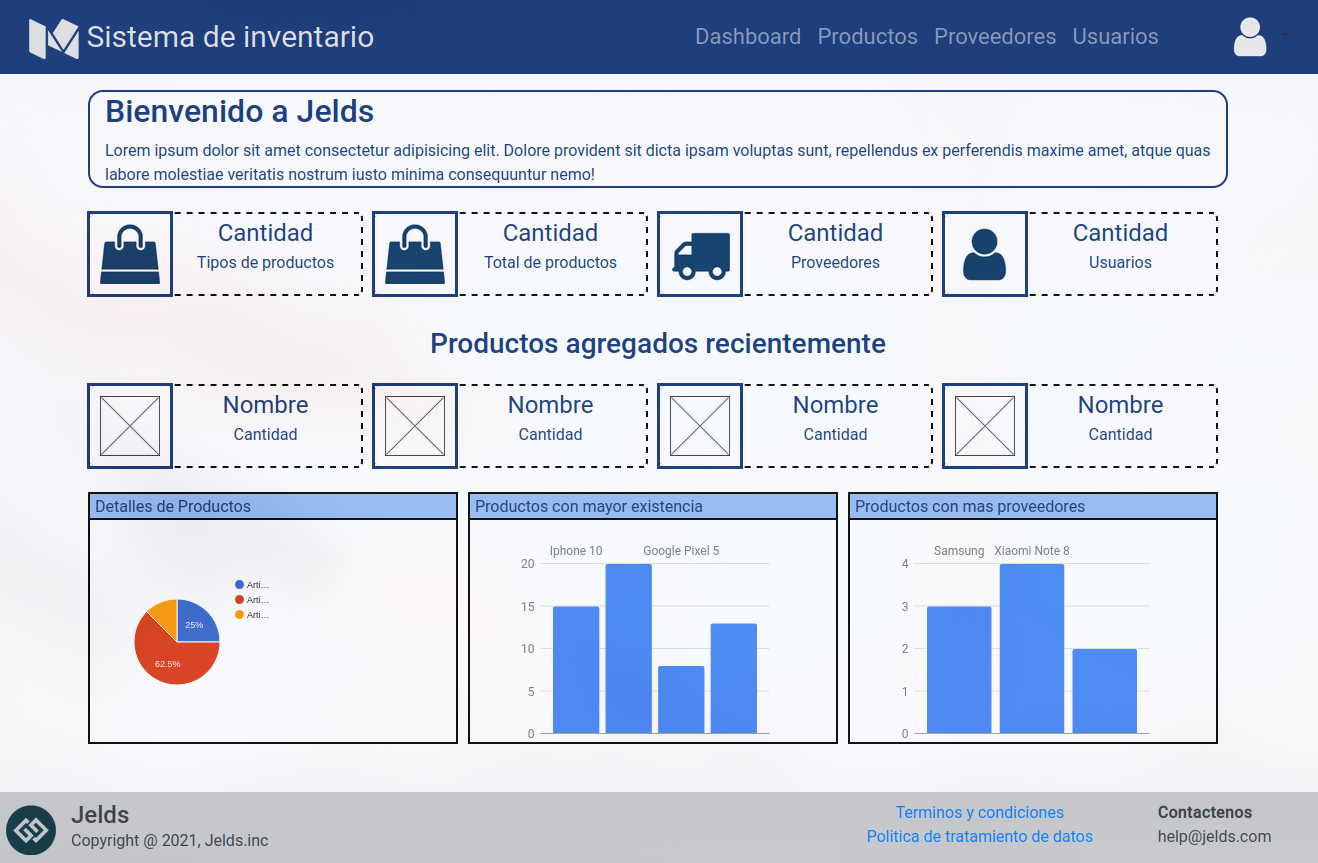 Sistema de inventario
Dashboard Productos Proveedores Usuarios
Bienvenido a Jelds
Lorem ipsum dolor sit amet consectetur adipisicing elit. Dolore provident sit dicta ipsam voluptas sunt, repellendus ex perferendis maxime amet, atque quas
labore molestiae veritatis nostrum iusto minima consequuntur nemo!
Cantidad
Tipos de productos
Cantidad
Total de productos
Cantidad
Proveedores
Cantidad
Usuarios
Productos agregados recientemente
Nombre
Cantidad
Nombre
Cantidad
Nombre
Cantidad
Nombre
Cantidad
Detalles de Productos
Arti...
Arti...
Arti...
25%
62.5%
Productos con mayor existencia
Iphone 10 Google Pixel 5
20
15
10
5
0
Productos con mas proveedores
Samsung Xiaomi Note 8
4
3
2
1
0
Jelds
Copyright @ 2021, Jelds.inc
Terminos y condiciones
Politica de tratamiento de datos
Contactenos
help@jelds.com